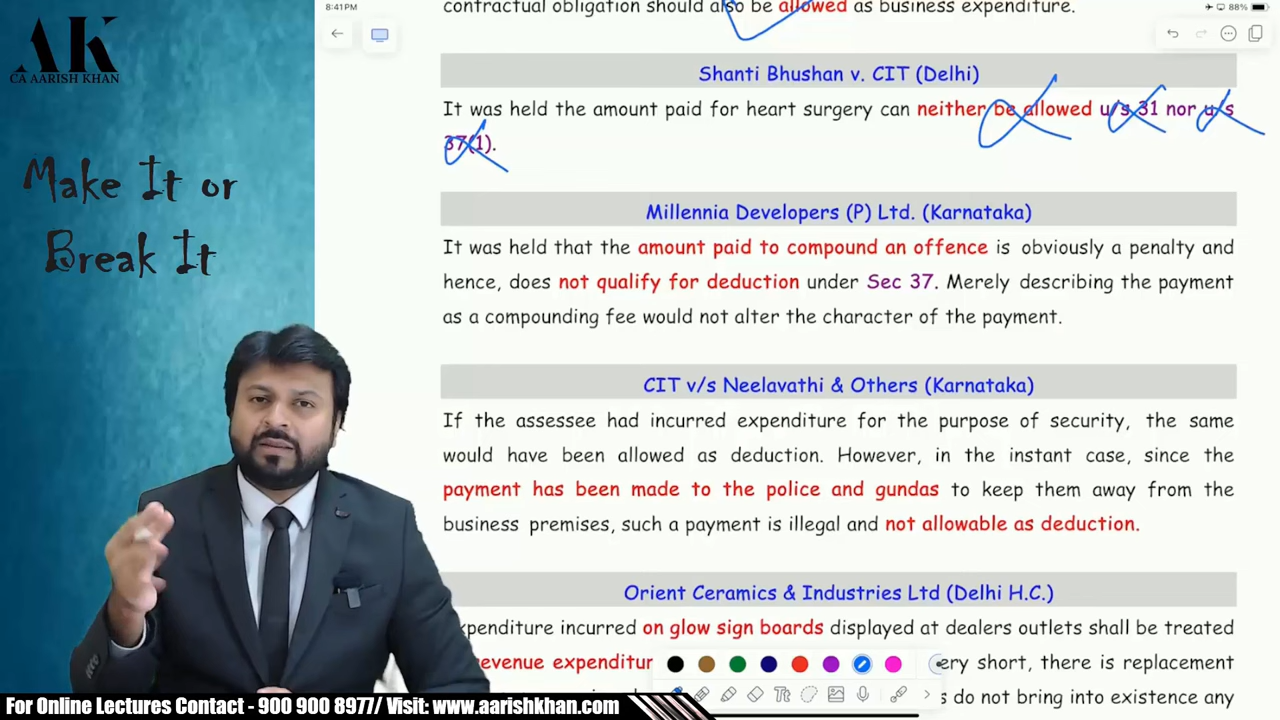 8:41PM
88%
AK
CA AARISH KHAN
Make It or
Break It
contractual obligation should also be allowed as business expenditure.
Shanti Bhushan v. CIT (Delhi)
It was held the amount paid for heart surgery can neither be allowed u/s 31 nor u/s
37(1).
Millennia Developers (P) Ltd. (Karnataka)
It was held that the amount paid to compound an offence is obviously a penalty and
hence, does not qualify for deduction under Sec 37. Merely describing the payment
as a compounding fee would not alter the character of the payment.
CIT v/s Neelavathi & Others (Karnataka)
If the assessee had incurred expenditure for the purpose of security, the same
would have been allowed as deduction. However, in the instant case, since the
payment has been made to the police and gundas to keep them away from the
business premises, such a payment is illegal and not allowable as deduction.
Orient Ceramics & Industries Ltd (Delhi H.C.)
xpenditure incurred on glow sign boards displayed at dealers outlets shall be treated
revenue expenditur ery short, there is replacement
Tt
s do not bring into existence any
For Online Lectures Contact - 900 900 8977/ Visit: www.aarishkhan.com